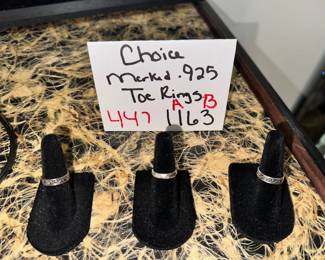 Choice
marked .925
Toe Rings
A B
447 1163